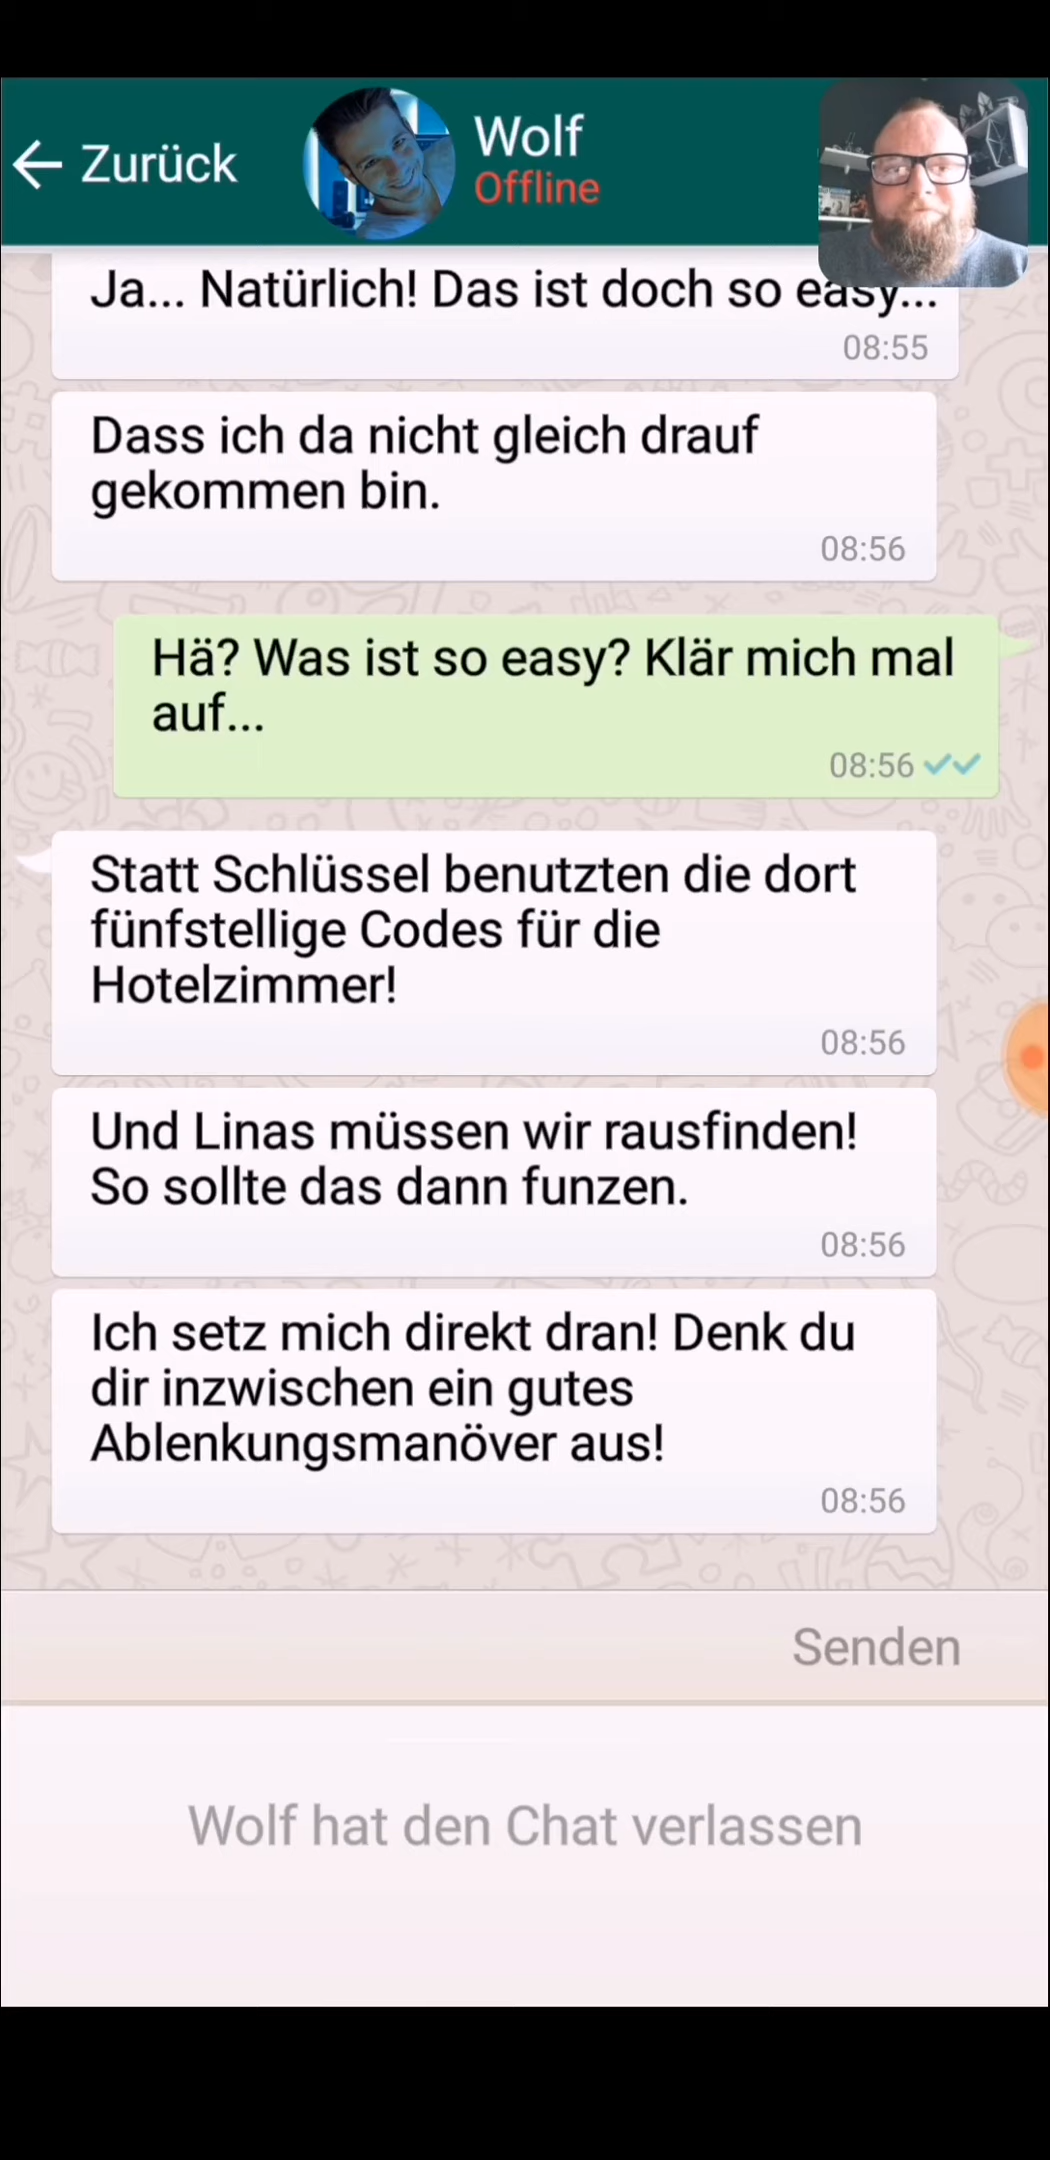 Zurück
Wolf
Offline
Ja... Natürlich! Das ist doch so easy...
08:55
Dass ich da nicht gleich drauf
gekommen bin.
08:56
Hä? Was ist so easy? Klär mich mal
auf...
08:56
Statt Schlüssel benutzten die dort
fünfstellige Codes für die
Hotelzimmer!
08:56
Und Linas müssen wir rausfinden!
So sollte das dann funzen.
08:56
Ich setz mich direkt dran! Denk du
dir inzwischen ein gutes
Ablenkungsmanöver aus!
08:56
Senden
Wolf hat den Chat verlassen